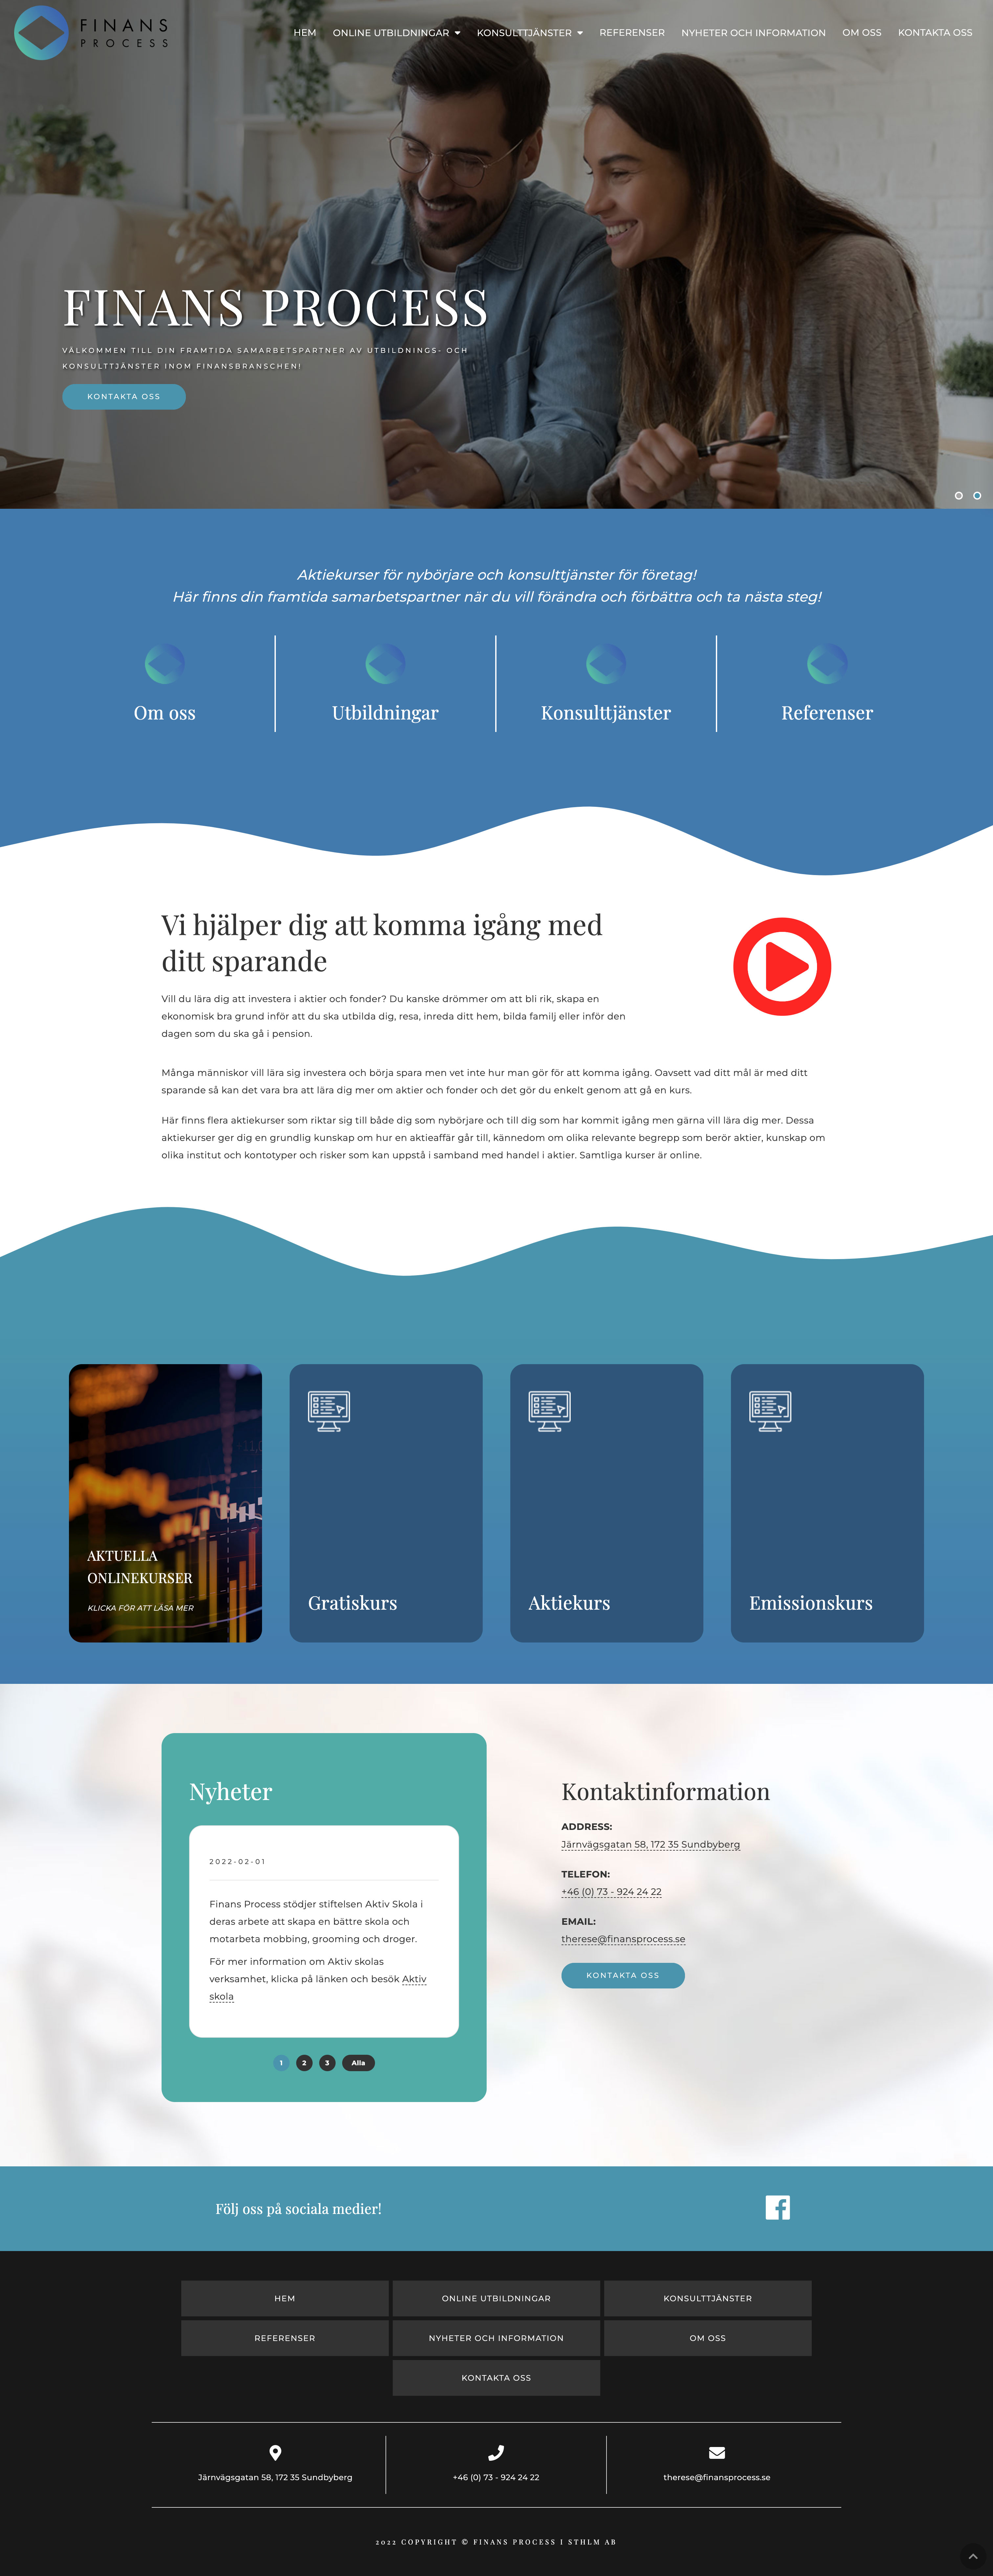 FINANS
PROCESS
HEM
ONLINE UTBILDNINGAR
KONSULTTJÄNSTER
REFERENSER
NYHETER OCH INFORMATION
OM OSS
KONTAKTA OSS
FINANS PROCESS
VÄLKOMMEN TILL DIN FRAMTIDA SAMARBETSPARTNER AV UTBILDNINGS- OCH
KONSULTTJÄNSTER INOM FINANSBRANSCHEN!
KONTAKTA OSS
Aktiekurser för nybörjare och konsulttjänster för företag!
Här finns din framtida samarbetspartner när du vill förändra och förbättra och ta nästa steg!
Om oss
Utbildningar
Konsulttjänster
Referenser
Vi hjälper dig att komma igång med
ditt sparande
Vill du lära dig att investera i aktier och fonder? Du kanske drömmer om att bli rik, skapa en
ekonomisk bra grund inför att du ska utbilda dig, resa, inreda ditt hem, bilda familj eller inför den
dagen som du ska gå i pension.
Många människor vill lära sig investera och börja spara men vet inte hur man gör för att komma igång. Oavsett vad ditt mål är med ditt
sparande så kan det vara bra att lära dig mer om aktier och fonder och det gör du enkelt genom att gå en kurs.
Här finns flera aktiekurser som riktar sig till både dig som nybörjare och till dig som har kommit igång men gärna vill lära dig mer. Dessa
aktiekurser ger dig en grundlig kunskap om hur en aktieaffär går till, kännedom om olika relevante begrepp som berör aktier, kunskap om
olika institut och kontotyper och risker som kan uppstå i samband med handel i aktier. Samtliga kurser är online.
AKTUELLA
ONLINEKURSER
KLICKA FÖR ATT LÄSA MER
Gratiskurs
Aktiekurs
Emissionskurs
Nyheter
2022-02-01
Finans Process stödjer stiftelsen Aktiv Skola i
deras arbete att skapa en bättre skola och
motarbeta mobbing, grooming och droger.
För mer information om Aktiv skolas
verksamhet, klicka på länken och besök Aktiv
skola
1
2
3
Alla
Kontaktinformation
ADDRESS:
Järnvägsgatan 58, 172 35 Sundbyberg
TELEFON:
+46 (0) 73 - 924 24 22
EMAIL:
therese@finansprocess.se
KONTAKTA OSS
Följ oss på sociala medier!
HEM
ONLINE UTBILDNINGAR
KONSULTTJÄNSTER
REFERENSER
NYHETER OCH INFORMATION
OM OSS
KONTAKTA OSS
Järnvägsgatan 58, 172 35 Sundbyberg
+46 (0) 73 - 924 24 22
therese@finansprocess.se
2022 COPYRIGHT © FINANS PROCESS I STHLM AB